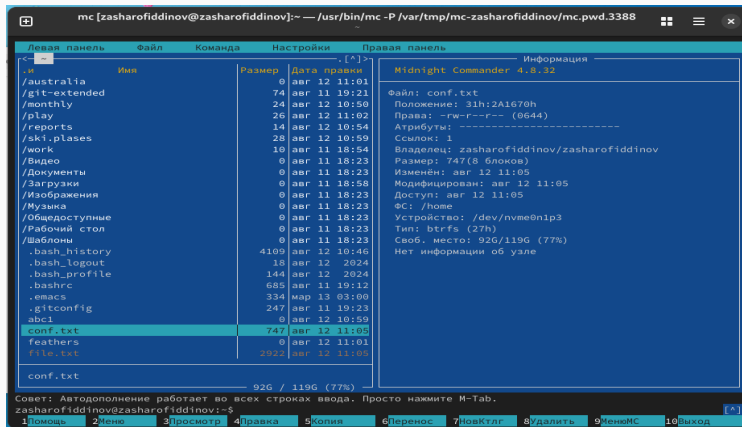 mc [zasharofiddinov@zasharofiddinov]:~ — /usr/bin/mc -P /var/tmp/mc-zasharofiddinov/mc.pwd.3388
~
Левая панель Файл Команда Настройки Правая панель
<─ ~ .[^]>
.и Имя Размер Дата правки
/australia 0 авг 12 11:01
/git-extended 74 авг 11 19:21
/monthly 24 авг 12 10:50
/play 26 авг 12 11:02
/reports 14 авг 12 10:54
/ski.plases 28 авг 12 10:59
/work 10 авг 11 18:54
/Видео 0 авг 11 18:23
/Документы 0 авг 11 18:23
/Загрузки 0 авг 11 18:58
/Изображения 0 авг 11 18:23
/Музыка 0 авг 11 18:23
/Общедоступные 0 авг 11 18:23
/Рабочий стол 0 авг 11 18:23
/Шаблоны 0 авг 11 18:23
.bash_history 4109 авг 12 10:46
.bash_logout 18 авг 12 2024
.bash_profile 144 авг 12 2024
.bashrc 685 авг 11 19:12
.emacs 334 мар 13 03:00
.gitconfig 247 авг 11 19:23
abc1 0 авг 12 10:59
conf.txt 747 авг 12 11:05
feathers 0 авг 12 11:01
file.txt 2922 авг 12 11:05
conf.txt
92G / 119G (77%)
Информация
Midnight Commander 4.8.32
Файл: conf.txt
Положение: 31h:2A1670h
Права: -rw-r--r-- (0644)
Атрибуты: ----------------------
Ссылок: 1
Владелец: zasharofiddinov/zasharofiddinov
Размер: 747(8 блоков)
Изменён: авг 12 11:05
Модифицирован: авг 12 11:05
Доступ: авг 12 11:05
ФС: /home
Устройство: /dev/nvme0n1p3
Тип: btrfs (27h)
Своб. место: 92G/119G (77%)
Нет информации об узле
Совет: Автодополнение работает во всех строках ввода. Просто нажмите M-Tab.
zasharofiddinov@zasharofiddinov:~$ [^]
1Помощь 2Меню 3Просмотр 4Правка 5Копия 6Перенос 7НовКтлг 8Удалить 9МенюMC 10Выход